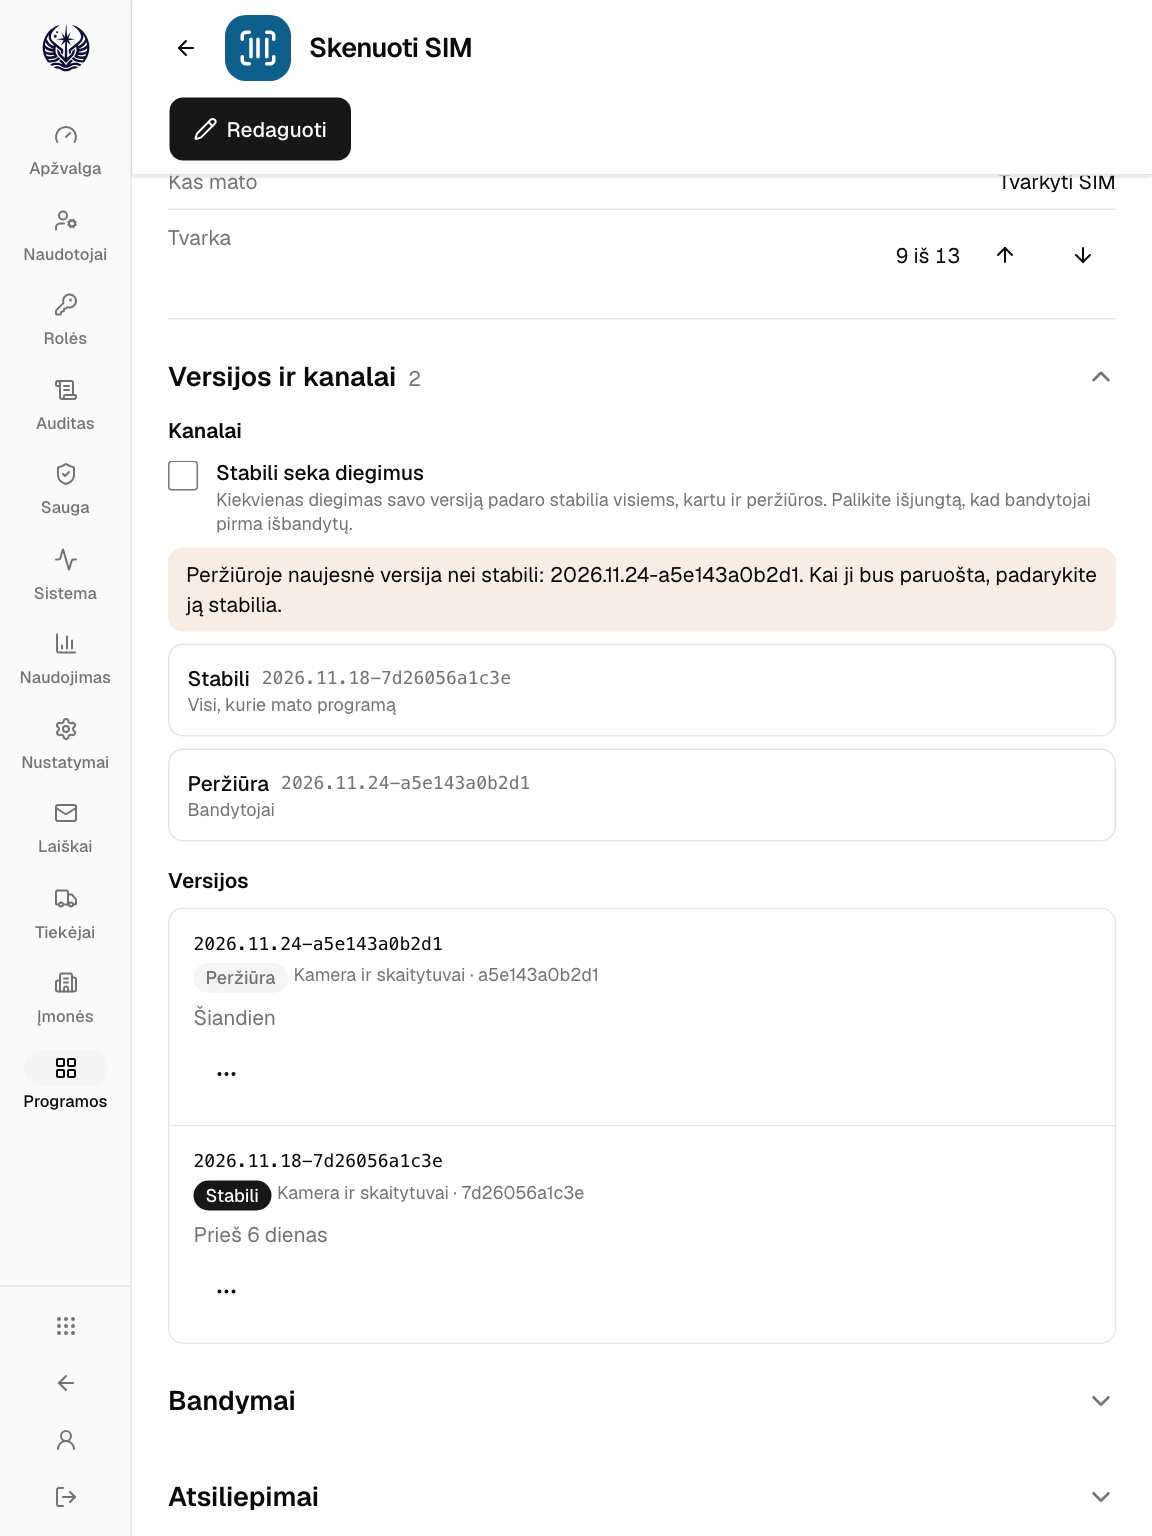 Skenuoti SIM
Redaguoti
Apžvalga
Naudotojai
Rolės
Auditas
Sauga
Sistema
Naudojimas
Nustatymai
Laiškai
Tiekėjai
Įmonės
Programos
Kas mato
Tvarkyti SIM
Tvarka
9 iš 13
Versijos ir kanalai 2
Kanalai
Stabili seka diegimus
Kiekvienas diegimas savo versiją padaro stabilia visiems, kartu ir peržiūros. Palikite išjungtą, kad bandytojai
pirma išbandytų.
Peržiūroje naujesnė versija nei stabili: 2026.11.24-a5e143a0b2d1. Kai ji bus paruošta, padarykite
ją stabilia.
Stabili 2026.11.18-7d26056a1c3e
Visi, kurie mato programą
Peržiūra 2026.11.24-a5e143a0b2d1
Bandytojai
Versijos
2026.11.24-a5e143a0b2d1
Peržiūra Kamera ir skaitytuvai · a5e143a0b2d1
Šiandien
...
2026.11.18-7d26056a1c3e
Stabili Kamera ir skaitytuvai · 7d26056a1c3e
Prieš 6 dienas
...
Bandymai
Atsiliepimai